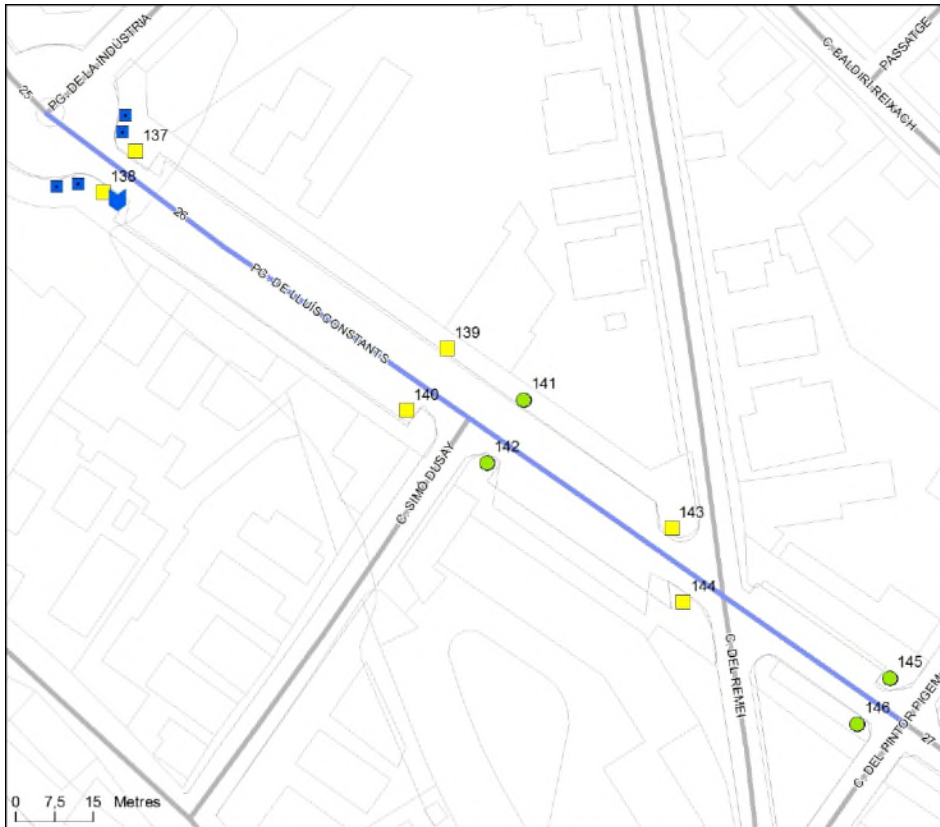 PG. DE LA INDÚSTRIA
PASSATGE
C. BALDIRI REIXACH
25
137
138
26
PG. DE LLUÍS CONSTANTS
139
141
140
142
C. SIMÓ DUSAY
143
144
C. DEL REMEI
145
146
C. DEL PINTOR PIGEM
27
0 7,5 15 Metres